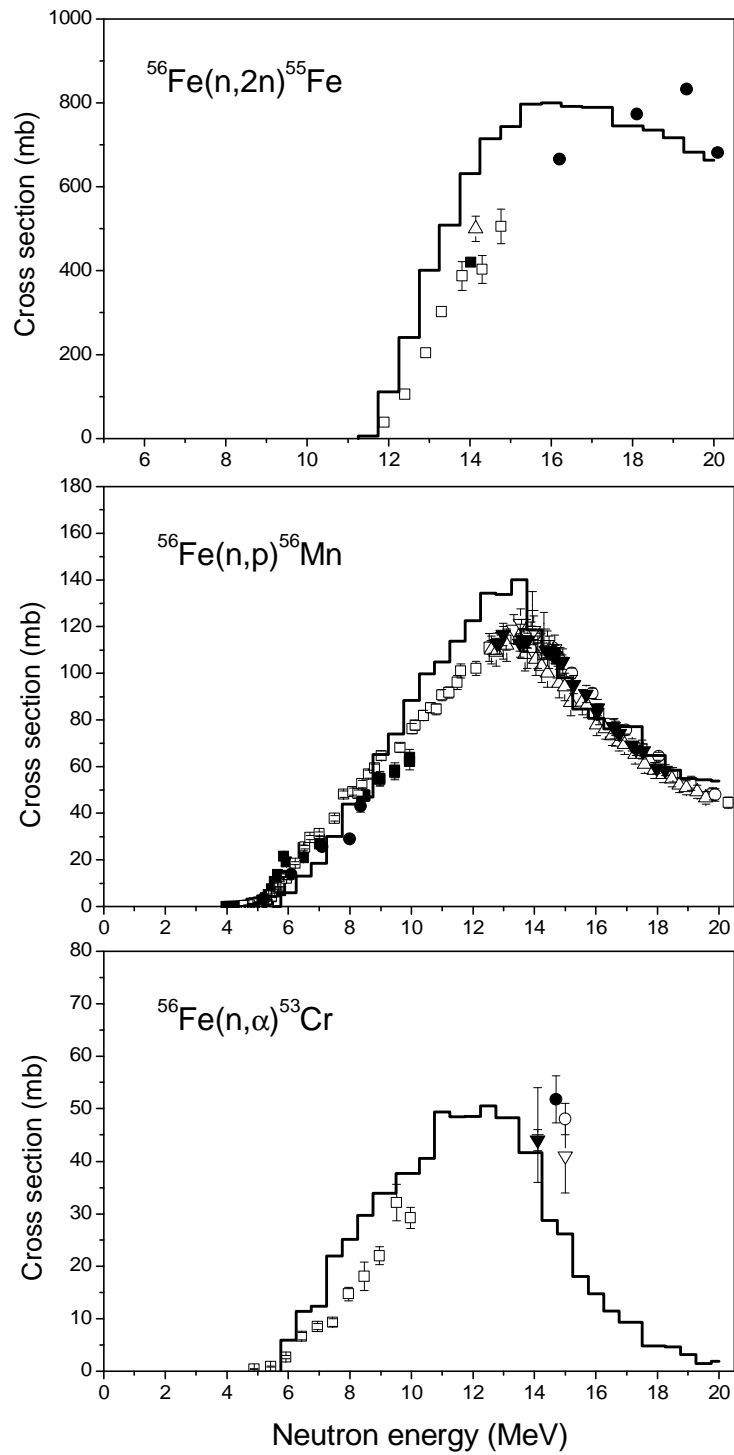 1000
800
600
400
200
0
Cross section (mb)
⁵⁶Fe(n,2n)⁵⁵Fe
6 8 10 12 14 16 18 20
180
160
140
120
100
80
60
40
20
0
Cross section (mb)
⁵⁶Fe(n,p)⁵⁶Mn
0 2 4 6 8 10 12 14 16 18 20
80
70
60
50
40
30
20
10
0
Cross section (mb)
⁵⁶Fe(n,α)⁵³Cr
0 2 4 6 8 10 12 14 16 18 20
Neutron energy (MeV)